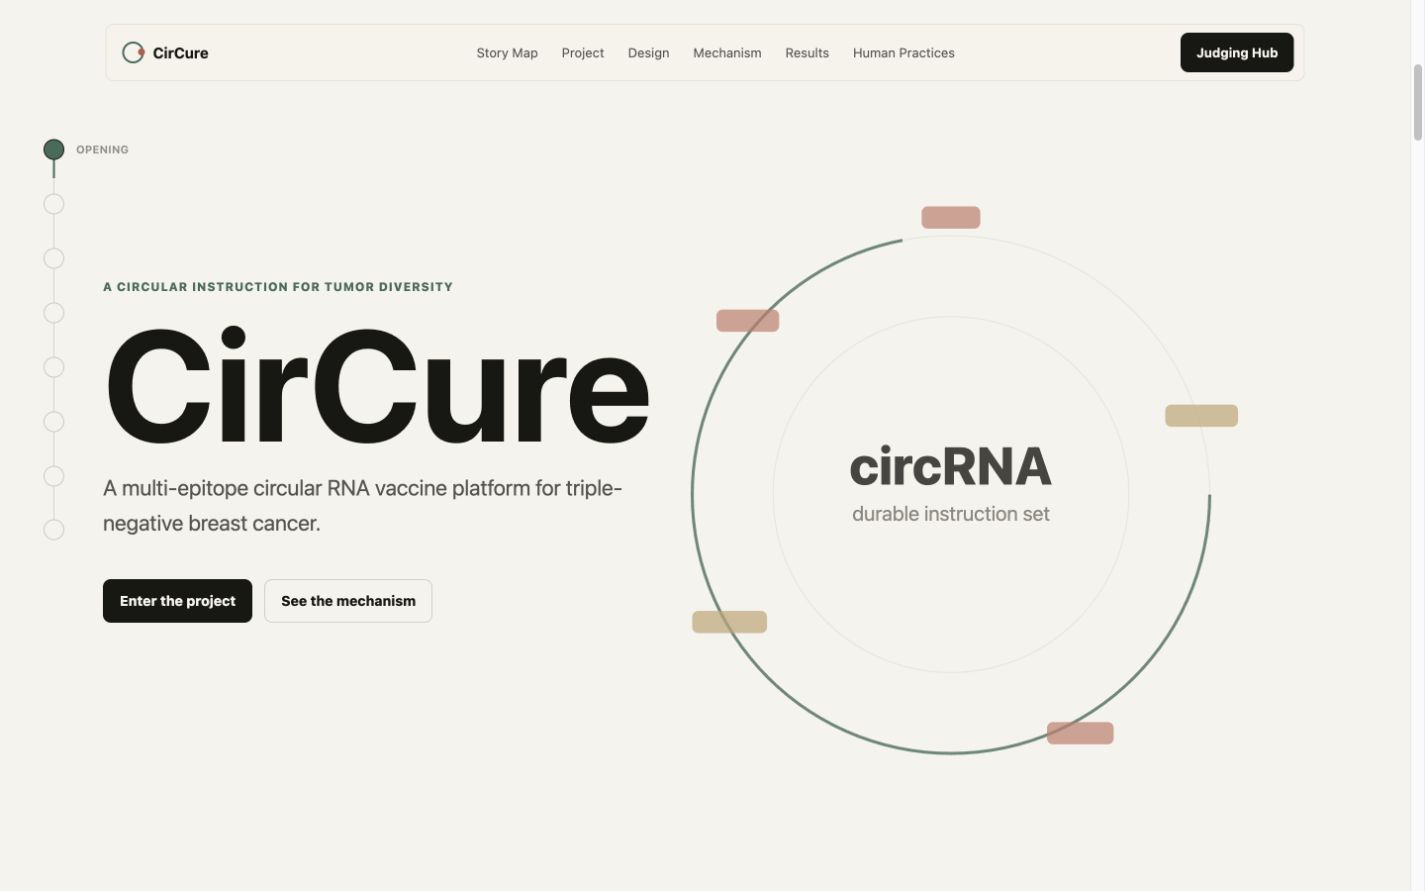 CirCure
Story Map
Project
Design
Mechanism
Results
Human Practices
Judging Hub
OPENING
A CIRCULAR INSTRUCTION FOR TUMOR DIVERSITY
CirCure
A multi-epitope circular RNA vaccine platform for triple-
negative breast cancer.
Enter the project
See the mechanism
circRNA
durable instruction set